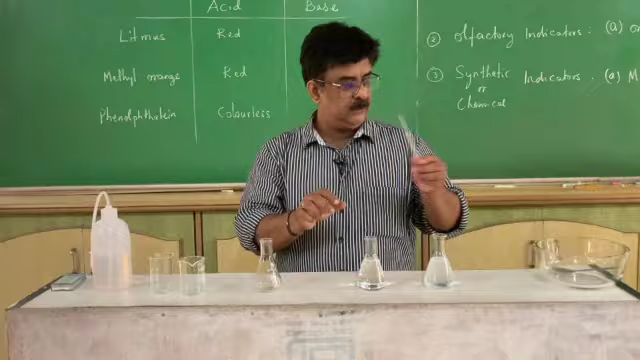 Acid Base
Litmus Red
Methyl orange Red
Phenolphthalein Colourless
② Olfactory Indicators : (a)
③ Synthetic Indicators . (a) M
or
Chemical